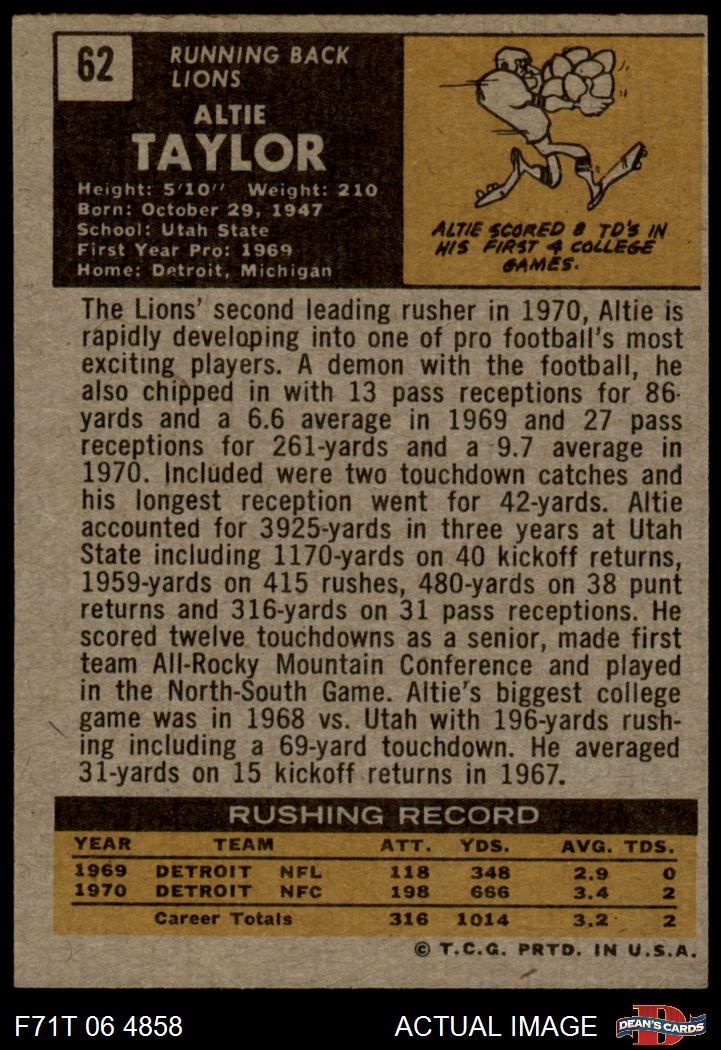 62
RUNNING BACK
LIONS
ALTIE
TAYLOR
Height: 5'10'' Weight: 210
Born: October 29, 1947
School: Utah State
First Year Pro: 1969
Home: Detroit, Michigan
ALTIE SCORED 8 TD'S IN
HIS FIRST 4 COLLEGE
GAMES.
The Lions' second leading rusher in 1970, Altie is
rapidly developing into one of pro football's most
exciting players. A demon with the football, he
also chipped in with 13 pass receptions for 86-
yards and a 6.6 average in 1969 and 27 pass
receptions for 261-yards and a 9.7 average in
1970. Included were two touchdown catches and
his longest reception went for 42-yards. Altie
accounted for 3925-yards in three years at Utah
State including 1170-yards on 40 kickoff returns,
1959-yards on 415 rushes, 480-yards on 38 punt
returns and 316-yards on 31 pass receptions. He
scored twelve touchdowns as a senior, made first
team All-Rocky Mountain Conference and played
in the North-South Game. Altie's biggest college
game was in 1968 vs. Utah with 196-yards rush-
ing including a 69-yard touchdown. He averaged
31-yards on 15 kickoff returns in 1967.
RUSHING RECORD
YEAR TEAM ATT. YDS. AVG. TDS.
1969 DETROIT NFL 118 348 2.9 0
1970 DETROIT NFC 198 666 3.4 2
Career Totals 316 1014 3.2 2
© T.C.G. PRTD. IN U.S.A.
F71T 06 4858 ACTUAL IMAGE D DEAN'S CARDS